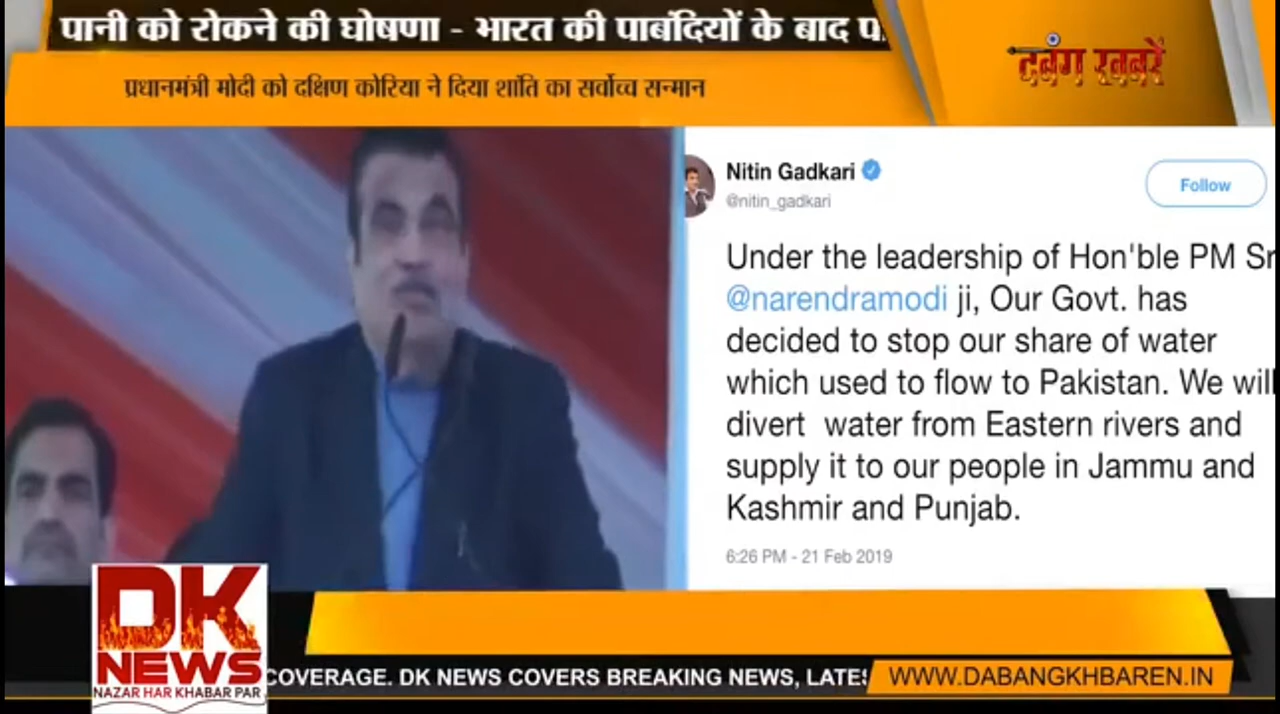 पानी को रोकने की घोषणा - भारत की पाबंदियों के बाद
दबंग खबरें
प्रधानमंत्री मोदी को दक्षिण कोरिया ने दिया शांति का सर्वोच्च सन्मान
Nitin Gadkari
@nitin_gadkari
Follow
Under the leadership of Hon'ble PM
@narendramodi ji, Our Govt. has
decided to stop our share of water
which used to flow to Pakistan. We will
divert water from Eastern rivers and
supply it to our people in Jammu and
Kashmir and Punjab.
6:26 PM - 21 Feb 2019
DK
NEWS
NAZAR HAR KHABAR PAR
COVERAGE. DK NEWS COVERS BREAKING NEWS,
WWW.DABANGKHBAREN.IN